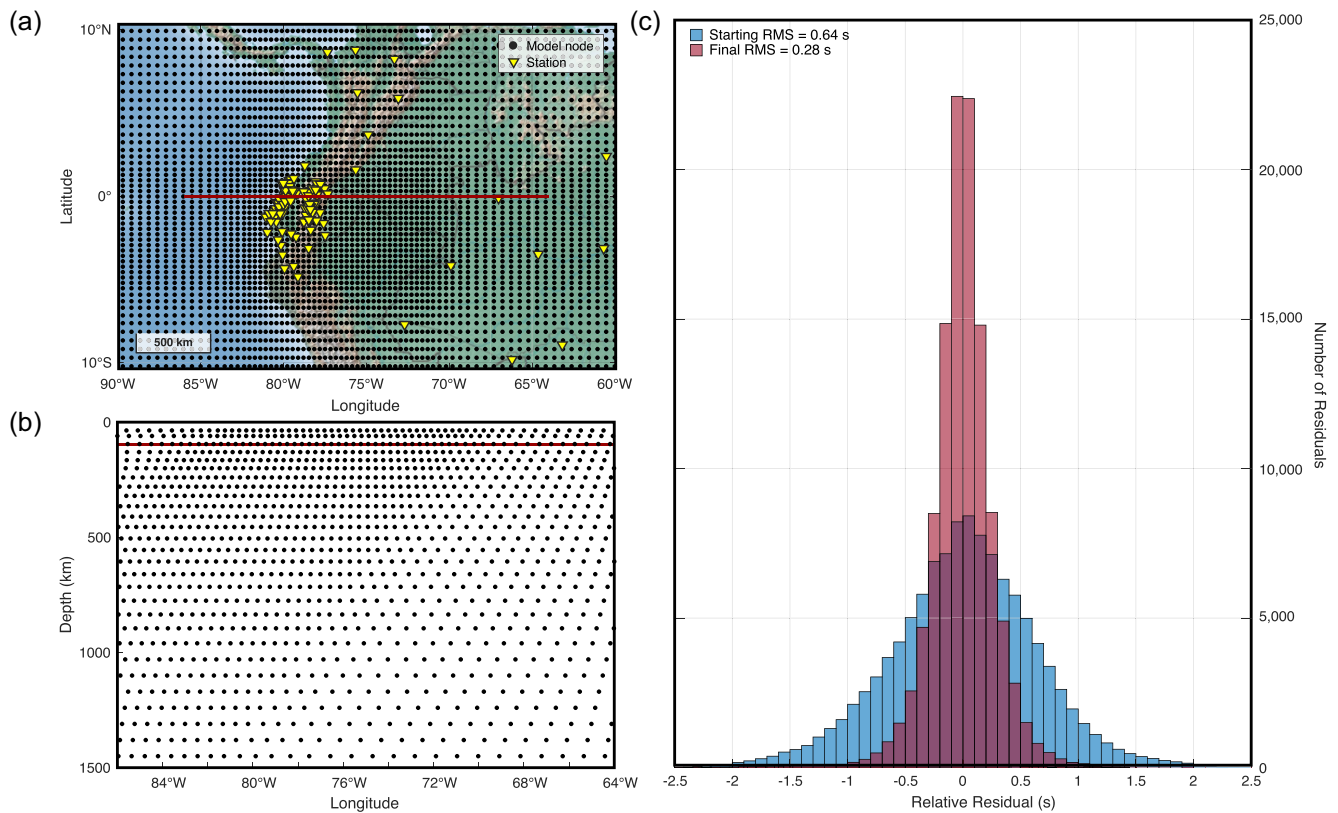 (a)
10°N
0°
10°S
Latitude
Model node
Station
500 km
90°W 85°W 80°W 75°W 70°W 65°W 60°W
Longitude
(b)
0
500
1000
1500
Depth (km)
84°W 80°W 76°W 72°W 68°W 64°W
Longitude
(c)
Starting RMS = 0.64 s
Final RMS = 0.28 s
25,000
20,000
15,000
10,000
5,000
0
Number of Residuals
-2.5 -2 -1.5 -1 -0.5 0 0.5 1 1.5 2 2.5
Relative Residual (s)